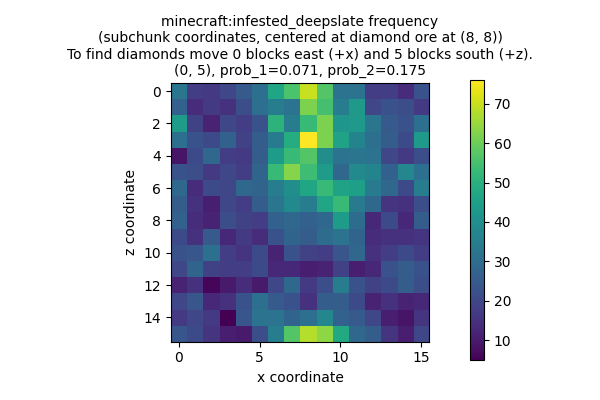 minecraft:infested_deepslate frequency
(subchunk coordinates, centered at diamond ore at (8, 8))
To find diamonds move 0 blocks east (+x) and 5 blocks south (+z).
(0, 5), prob_1=0.071, prob_2=0.175
0
2
4
6
8
10
12
14
z coordinate
0 5 10 15
x coordinate
70
60
50
40
30
20
10